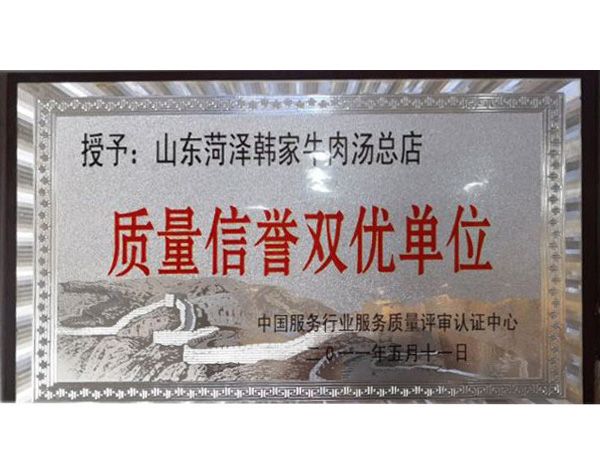 授予：山东菏泽韩家牛肉汤总店
质量信誉双优单位
中国服务行业服务质量评审认证中心
二〇一一年五月十一日